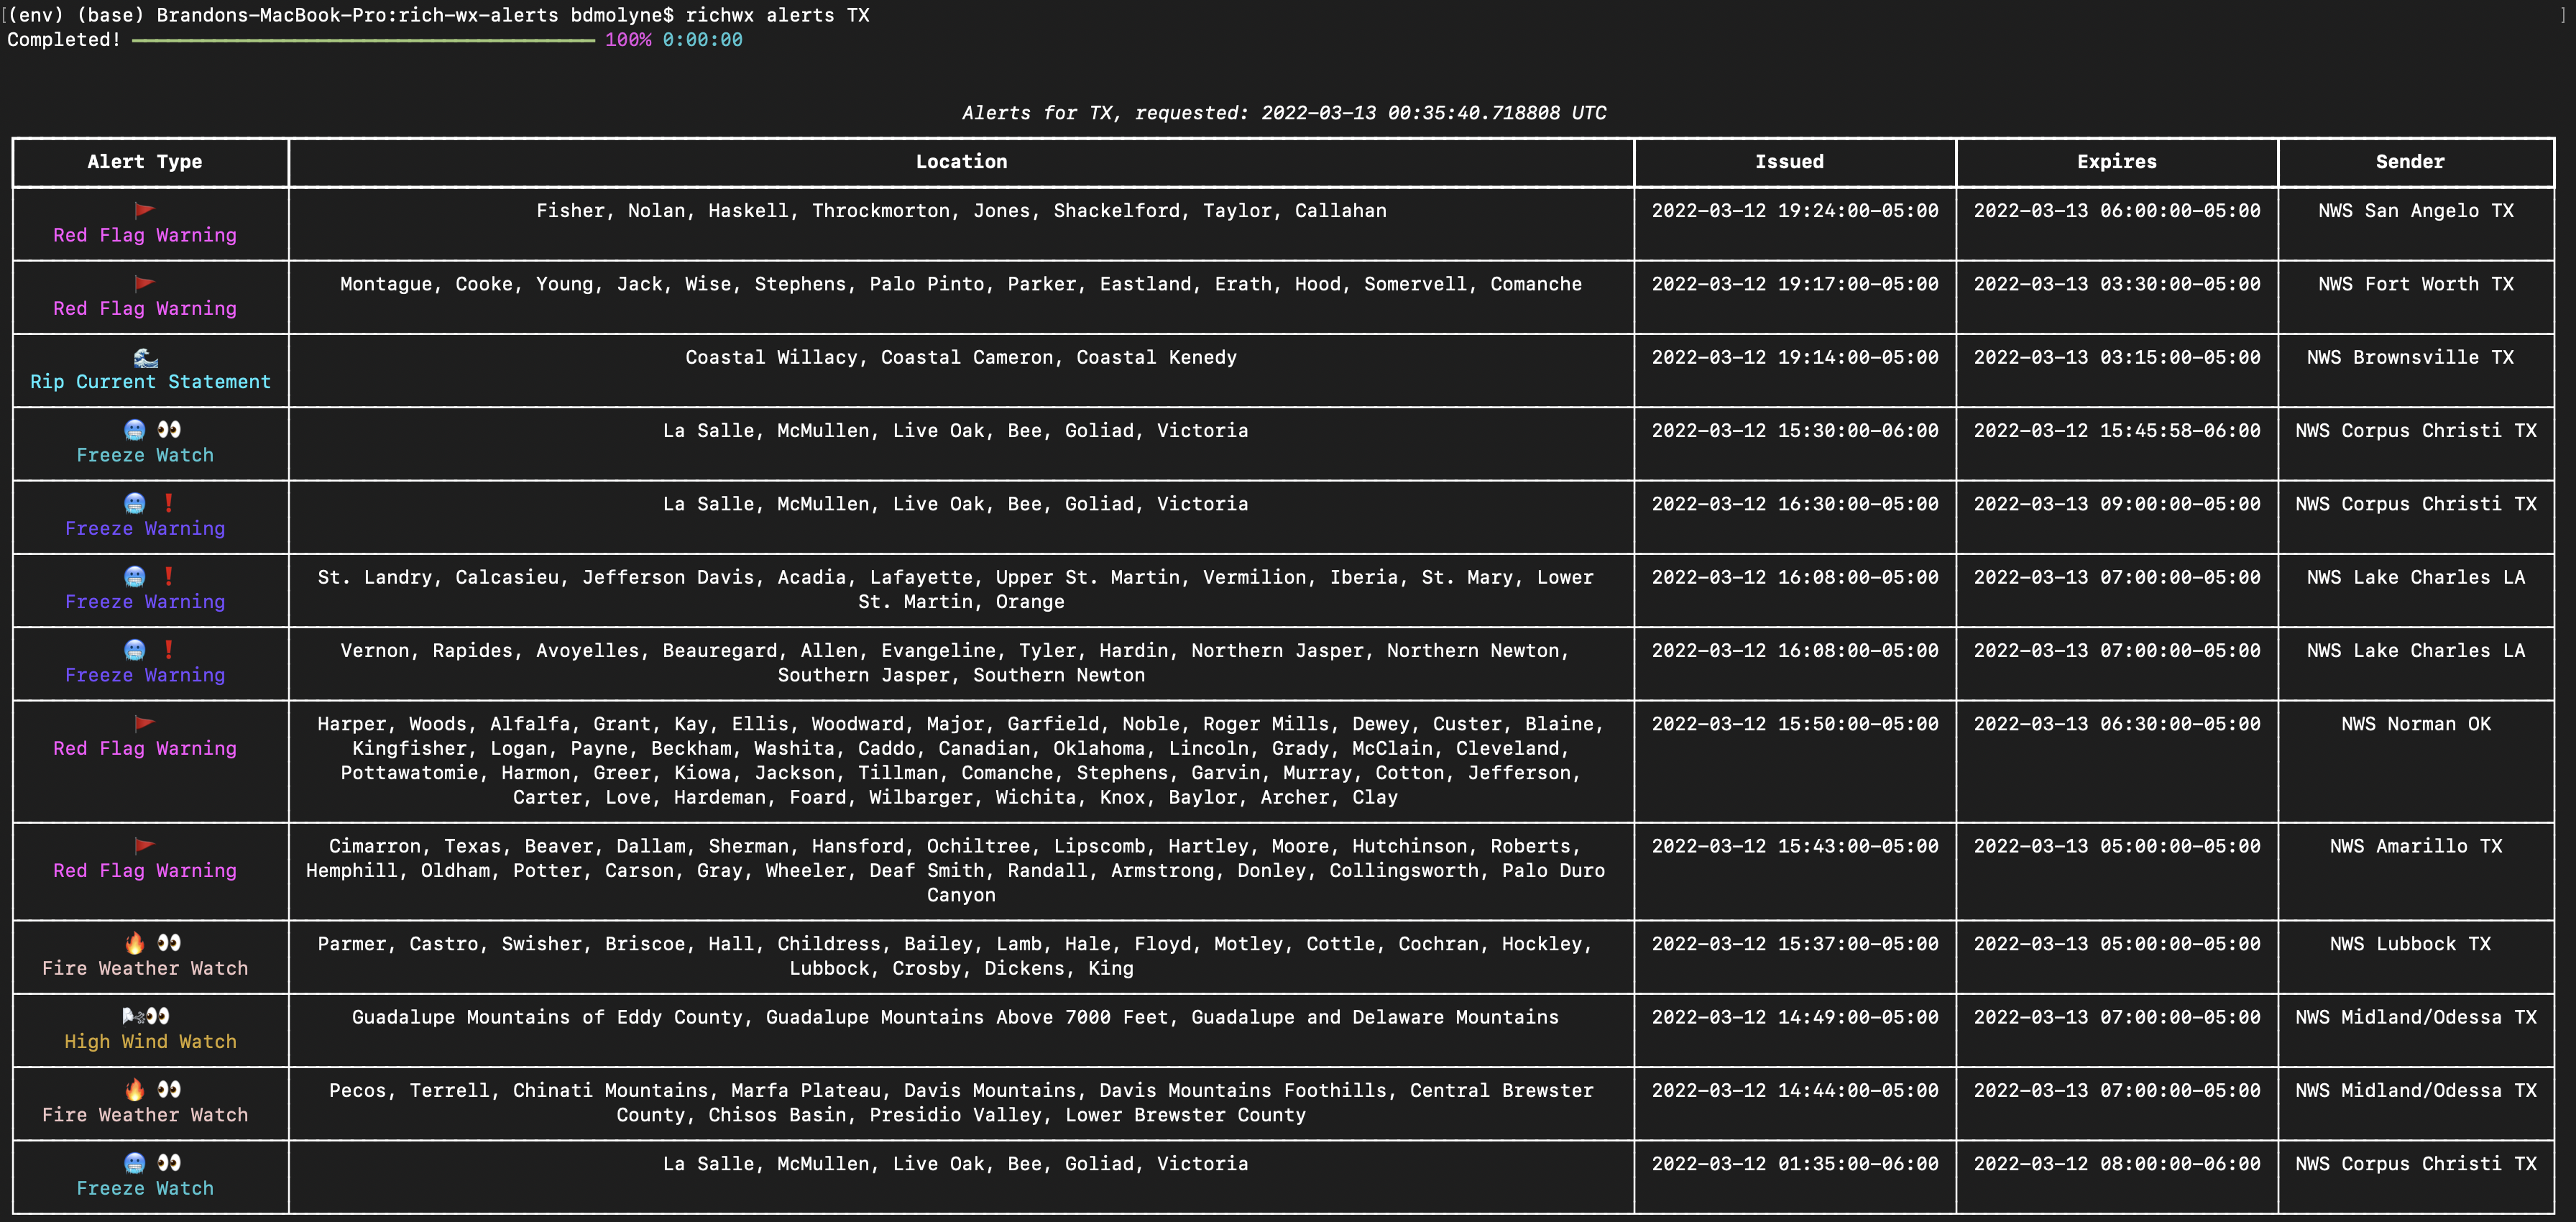 (env) (base) Brandons-MacBook-Pro:rich-wx-alerts bdmolyne$ richwx alerts TX
Completed! 100% 0:00:00
Alerts for TX, requested: 2022-03-13 00:35:40.718808 UTC
Alert Type Location Issued Expires Sender
Fisher, Nolan, Haskell, Throckmorton, Jones, Shackelford, Taylor, Callahan 2022-03-12 19:24:00-05:00 2022-03-13 06:00:00-05:00 NWS San Angelo TX
Red Flag Warning
Montague, Cooke, Young, Jack, Wise, Stephens, Palo Pinto, Parker, Eastland, Erath, Hood, Somervell, Comanche 2022-03-12 19:17:00-05:00 2022-03-13 03:30:00-05:00 NWS Fort Worth TX
Red Flag Warning
Coastal Willacy, Coastal Cameron, Coastal Kenedy 2022-03-12 19:14:00-05:00 2022-03-13 03:15:00-05:00 NWS Brownsville TX
Rip Current Statement
La Salle, McMullen, Live Oak, Bee, Goliad, Victoria 2022-03-12 15:30:00-06:00 2022-03-12 15:45:58-06:00 NWS Corpus Christi TX
Freeze Watch
La Salle, McMullen, Live Oak, Bee, Goliad, Victoria 2022-03-12 16:30:00-05:00 2022-03-13 09:00:00-05:00 NWS Corpus Christi TX
Freeze Warning
St. Landry, Calcasieu, Jefferson Davis, Acadia, Lafayette, Upper St. Martin, Vermilion, Iberia, St. Mary, Lower 2022-03-12 16:08:00-05:00 2022-03-13 07:00:00-05:00 NWS Lake Charles LA
Freeze Warning St. Martin, Orange
Vernon, Rapides, Avoyelles, Beauregard, Allen, Evangeline, Tyler, Hardin, Northern Jasper, Northern Newton, 2022-03-12 16:08:00-05:00 2022-03-13 07:00:00-05:00 NWS Lake Charles LA
Freeze Warning Southern Jasper, Southern Newton
Harper, Woods, Alfalfa, Grant, Kay, Ellis, Woodward, Major, Garfield, Noble, Roger Mills, Dewey, Custer, Blaine, 2022-03-12 15:50:00-05:00 2022-03-13 06:30:00-05:00 NWS Norman OK
Red Flag Warning Kingfisher, Logan, Payne, Beckham, Washita, Caddo, Canadian, Oklahoma, Lincoln, Grady, McClain, Cleveland,
Pottawatomie, Harmon, Greer, Kiowa, Jackson, Tillman, Comanche, Stephens, Garvin, Murray, Cotton, Jefferson,
Carter, Love, Hardeman, Foard, Wilbarger, Wichita, Knox, Baylor, Archer, Clay
Cimarron, Texas, Beaver, Dallam, Sherman, Hansford, Ochiltree, Lipscomb, Hartley, Moore, Hutchinson, Roberts, 2022-03-12 15:43:00-05:00 2022-03-13 05:00:00-05:00 NWS Amarillo TX
Red Flag Warning Hemphill, Oldham, Potter, Carson, Gray, Wheeler, Deaf Smith, Randall, Armstrong, Donley, Collingsworth, Palo Duro
Canyon
Parmer, Castro, Swisher, Briscoe, Hall, Childress, Bailey, Lamb, Hale, Floyd, Motley, Cottle, Cochran, Hockley, 2022-03-12 15:37:00-05:00 2022-03-13 05:00:00-05:00 NWS Lubbock TX
Fire Weather Watch Lubbock, Crosby, Dickens, King
Guadalupe Mountains of Eddy County, Guadalupe Mountains Above 7000 Feet, Guadalupe and Delaware Mountains 2022-03-12 14:49:00-05:00 2022-03-13 07:00:00-05:00 NWS Midland/Odessa TX
High Wind Watch
Pecos, Terrell, Chinati Mountains, Marfa Plateau, Davis Mountains, Davis Mountains Foothills, Central Brewster 2022-03-12 14:44:00-05:00 2022-03-13 07:00:00-05:00 NWS Midland/Odessa TX
Fire Weather Watch County, Chisos Basin, Presidio Valley, Lower Brewster County
La Salle, McMullen, Live Oak, Bee, Goliad, Victoria 2022-03-12 01:35:00-06:00 2022-03-12 08:00:00-06:00 NWS Corpus Christi TX
Freeze Watch